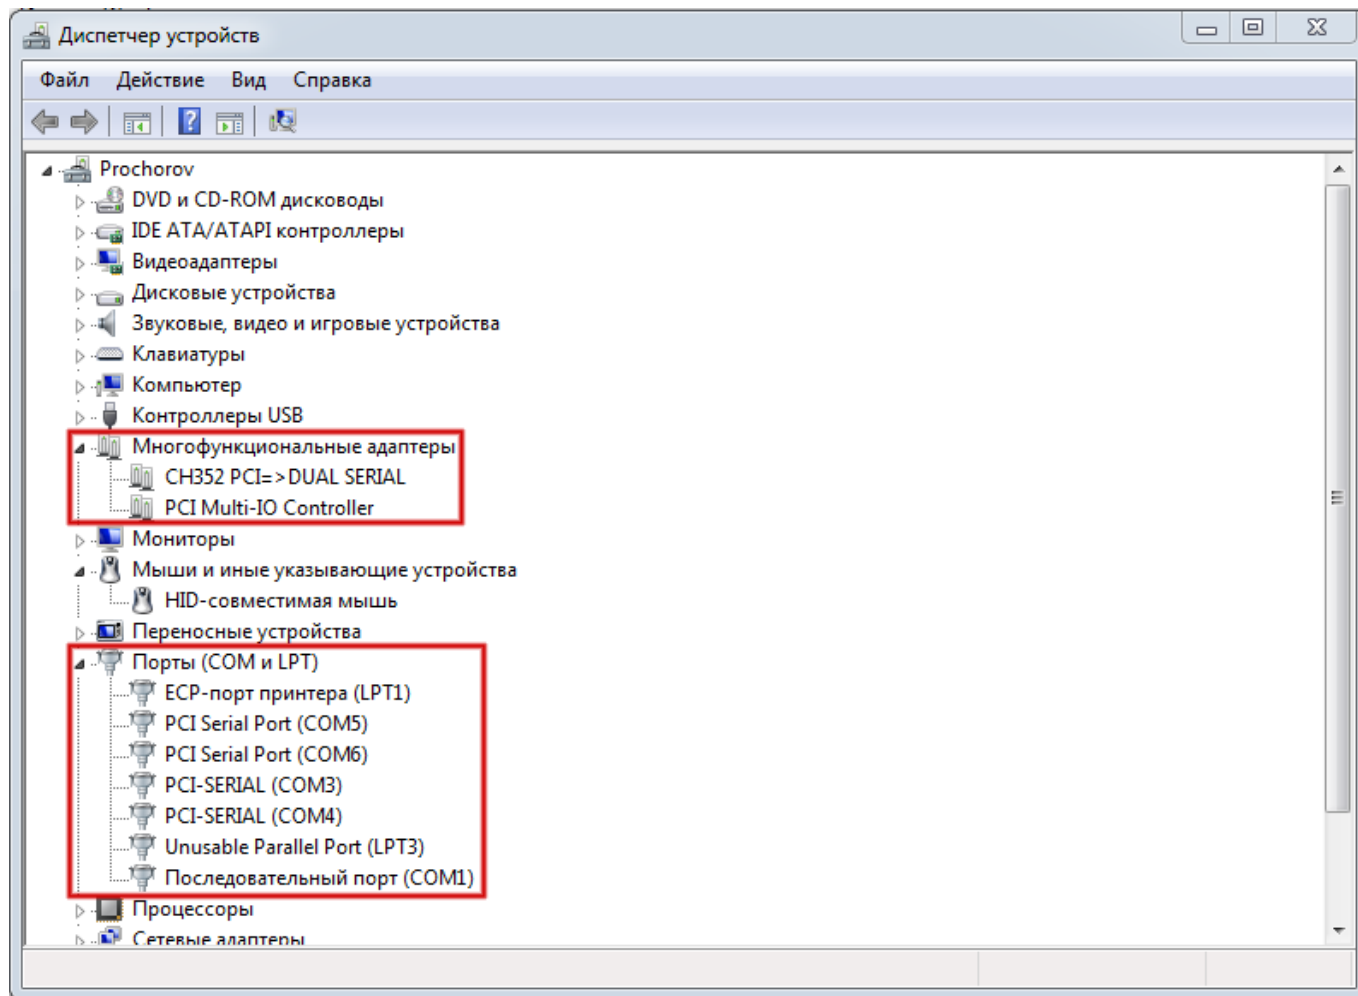 Диспетчер устройств
Файл Действие Вид Справка
Prochorov
DVD и CD-ROM дисководы
IDE ATA/ATAPI контроллеры
Видеоадаптеры
Дисковые устройства
Звуковые, видео и игровые устройства
Клавиатуры
Компьютер
Контроллеры USB
Многофункциональные адаптеры
CH352 PCI=>DUAL SERIAL
PCI Multi-IO Controller
Мониторы
Мыши и иные указывающие устройства
HID-совместимая мышь
Переносные устройства
Порты (COM и LPT)
ECP-порт принтера (LPT1)
PCI Serial Port (COM5)
PCI Serial Port (COM6)
PCI-SERIAL (COM3)
PCI-SERIAL (COM4)
Unusable Parallel Port (LPT3)
Последовательный порт (COM1)
Процессоры
Сетевые адаптеры